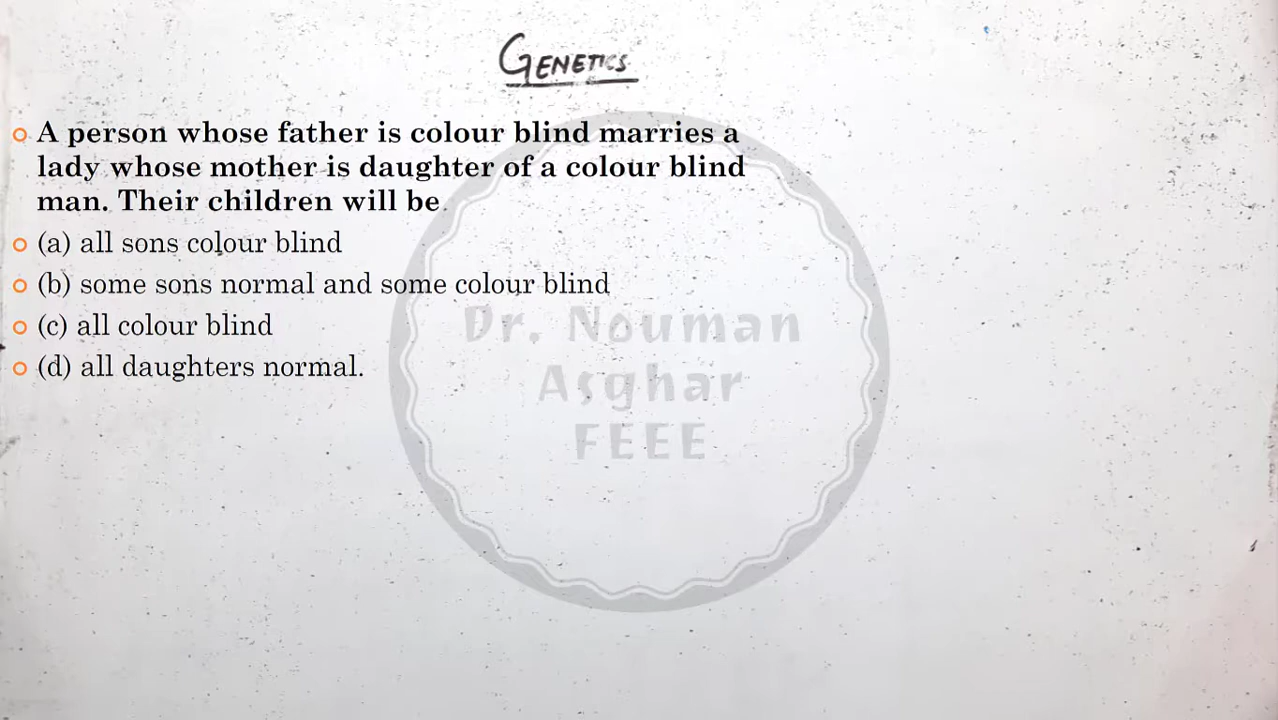 GENETICS
A person whose father is colour blind marries a
lady whose mother is daughter of a colour blind
man. Their children will be
(a) all sons colour blind
(b) some sons normal and some colour blind
(c) all colour blind
(d) all daughters normal.
Dr. Nouman
Asghar
FEEE